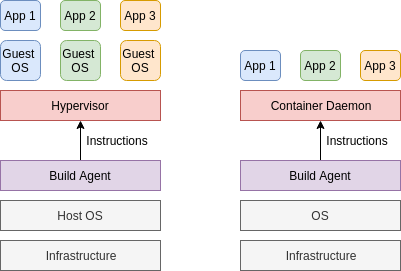 App 1
App 2
App 3
Guest
OS
Guest
OS
Guest
OS
Hypervisor
Instructions
Build Agent
Host OS
Infrastructure
App 1
App 2
App 3
Container Daemon
Instructions
Build Agent
OS
Infrastructure